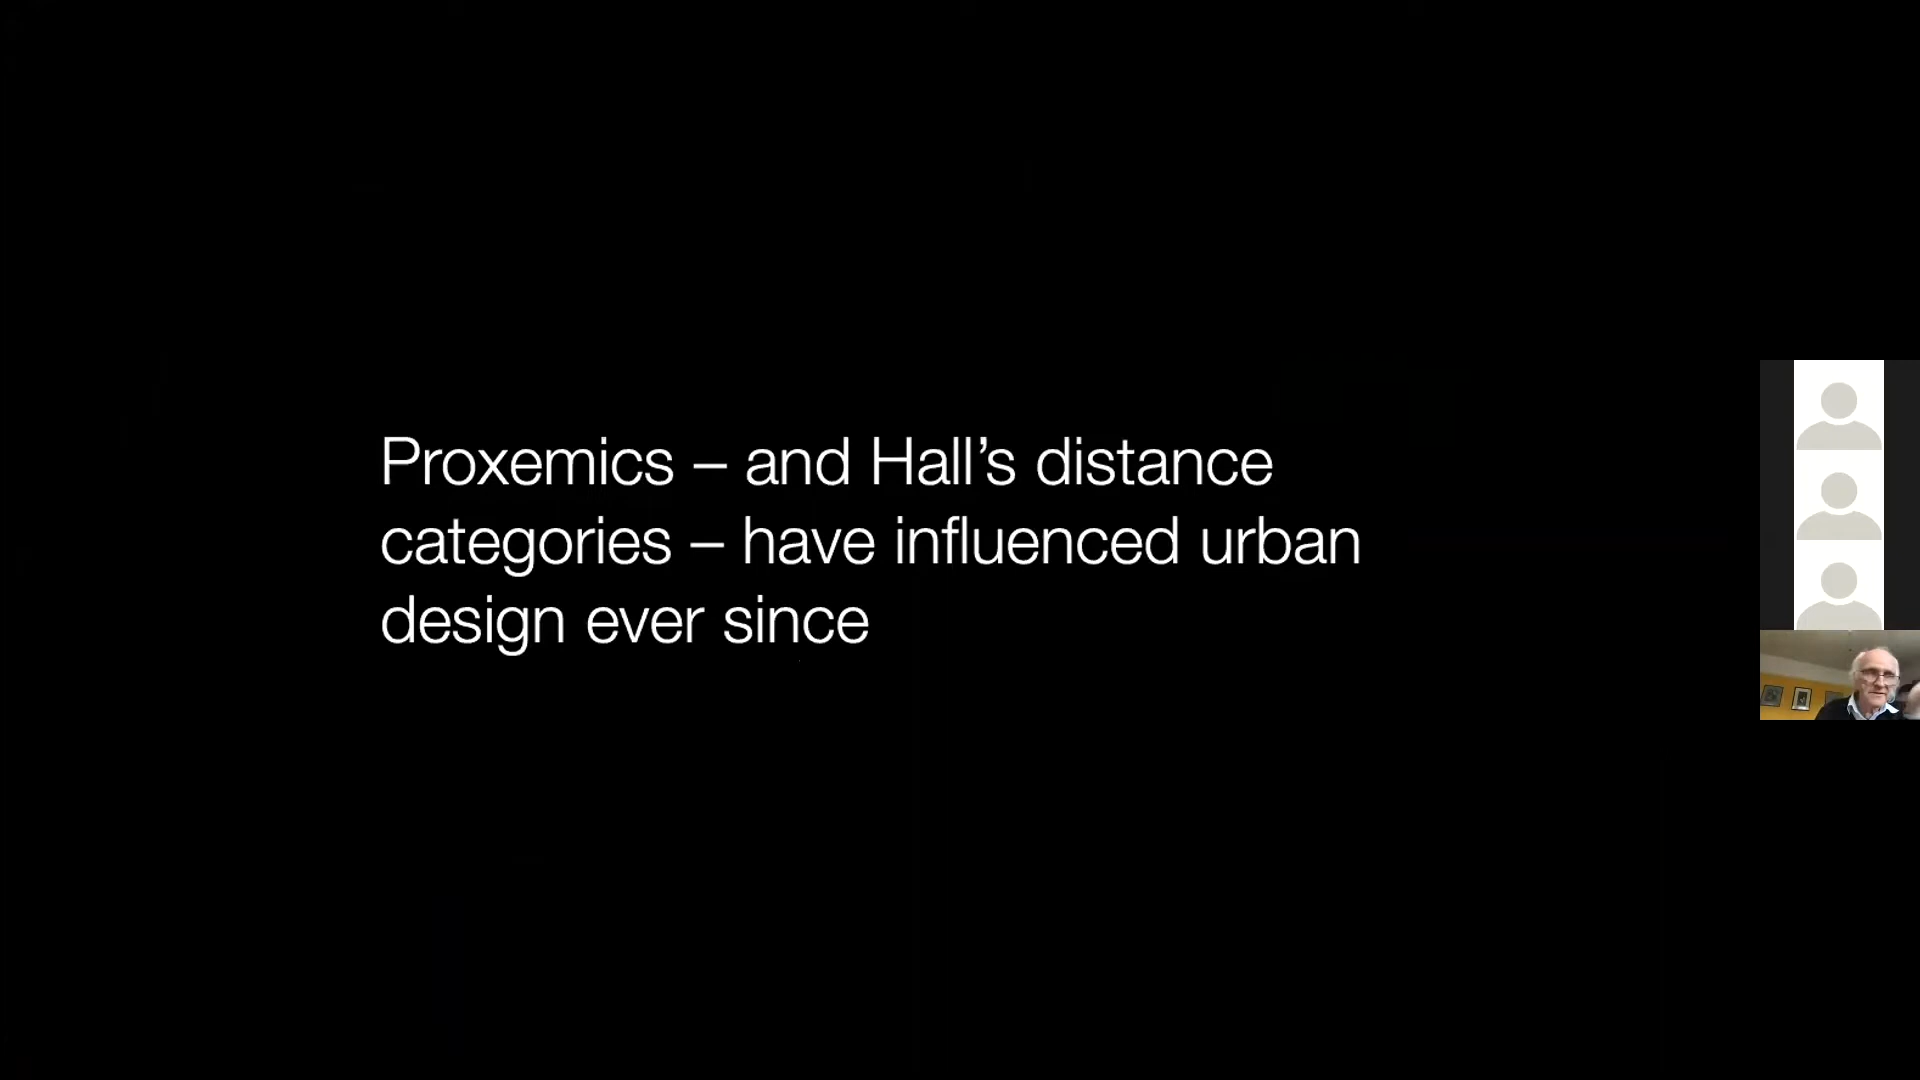 Proxemics – and Hall’s distance
categories – have influenced urban
design ever since